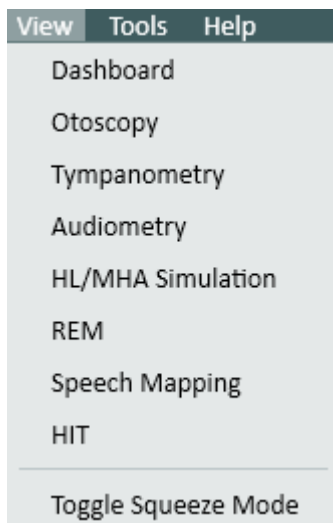 View Tools Help
Dashboard
Otoscopy
Tympanometry
Audiometry
HL/MHA Simulation
REM
Speech Mapping
HIT
Toggle Squeeze Mode